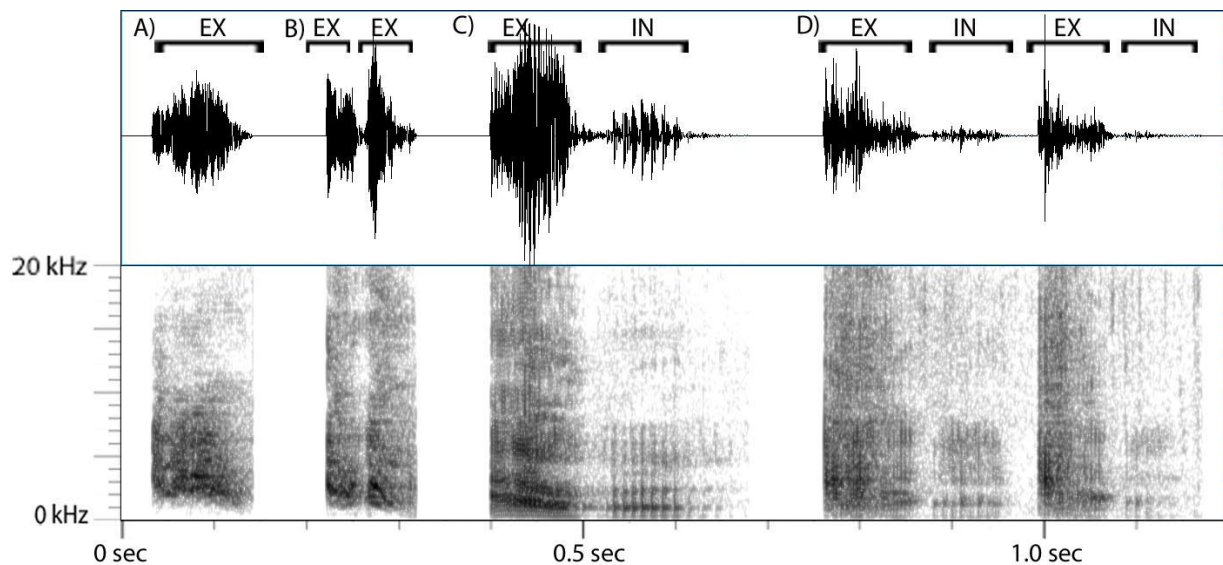 A) EX B) EX EX C) EX IN D) EX IN EX IN
20 kHz
0 kHz
0 sec 0.5 sec 1.0 sec